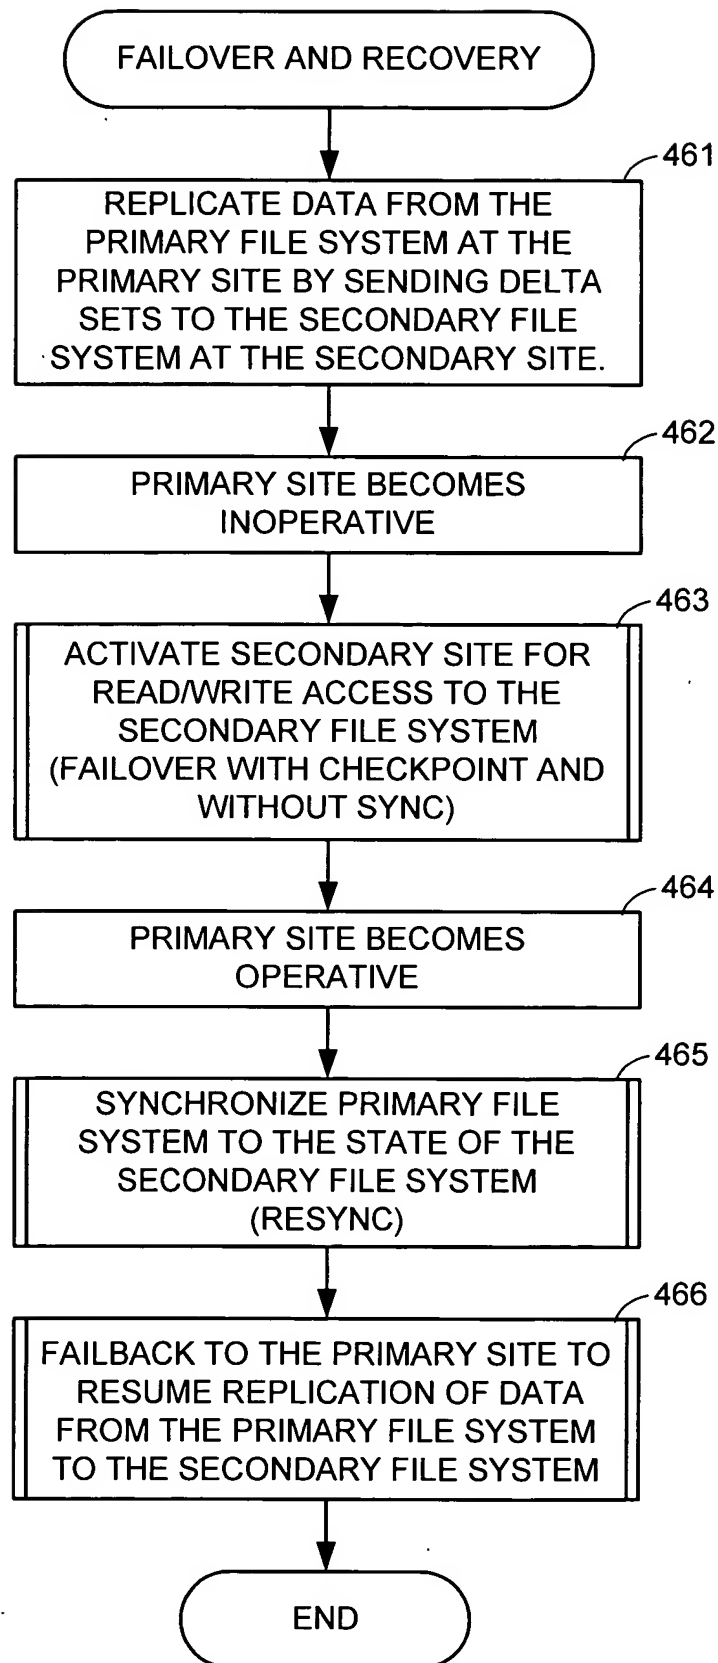 FAILOVER AND RECOVERY
461
REPLICATE DATA FROM THE
PRIMARY FILE SYSTEM AT THE
PRIMARY SITE BY SENDING DELTA
SETS TO THE SECONDARY FILE
SYSTEM AT THE SECONDARY SITE.
462
PRIMARY SITE BECOMES
INOPERATIVE
463
ACTIVATE SECONDARY SITE FOR
READ/WRITE ACCESS TO THE
SECONDARY FILE SYSTEM
(FAILOVER WITH CHECKPOINT AND
WITHOUT SYNC)
464
PRIMARY SITE BECOMES
OPERATIVE
465
SYNCHRONIZE PRIMARY FILE
SYSTEM TO THE STATE OF THE
SECONDARY FILE SYSTEM
(RESYNC)
466
FAILBACK TO THE PRIMARY SITE TO
RESUME REPLICATION OF DATA
FROM THE PRIMARY FILE SYSTEM
TO THE SECONDARY FILE SYSTEM
END